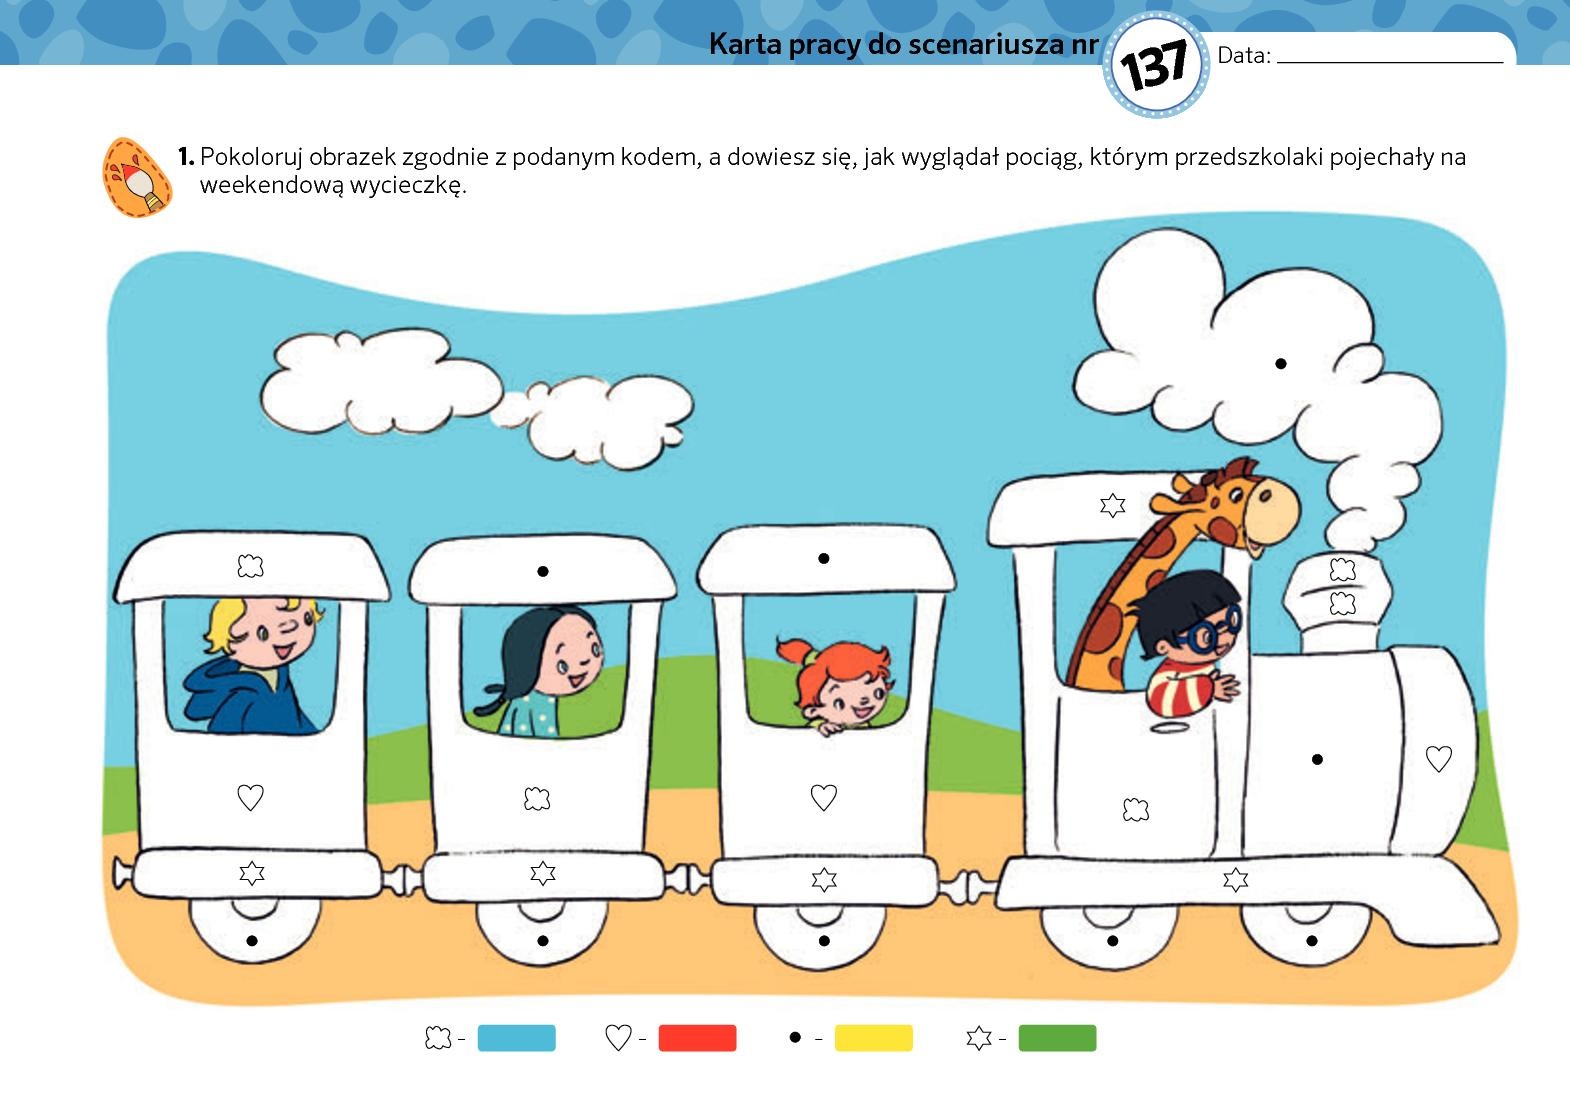 Karta pracy do scenariusza nr 137 Data:
1. Pokoloruj obrazek zgodnie z podanym kodem, a dowiesz się, jak wyglądał pociąg, którym przedszkolaki pojechały na
weekendową wycieczkę.